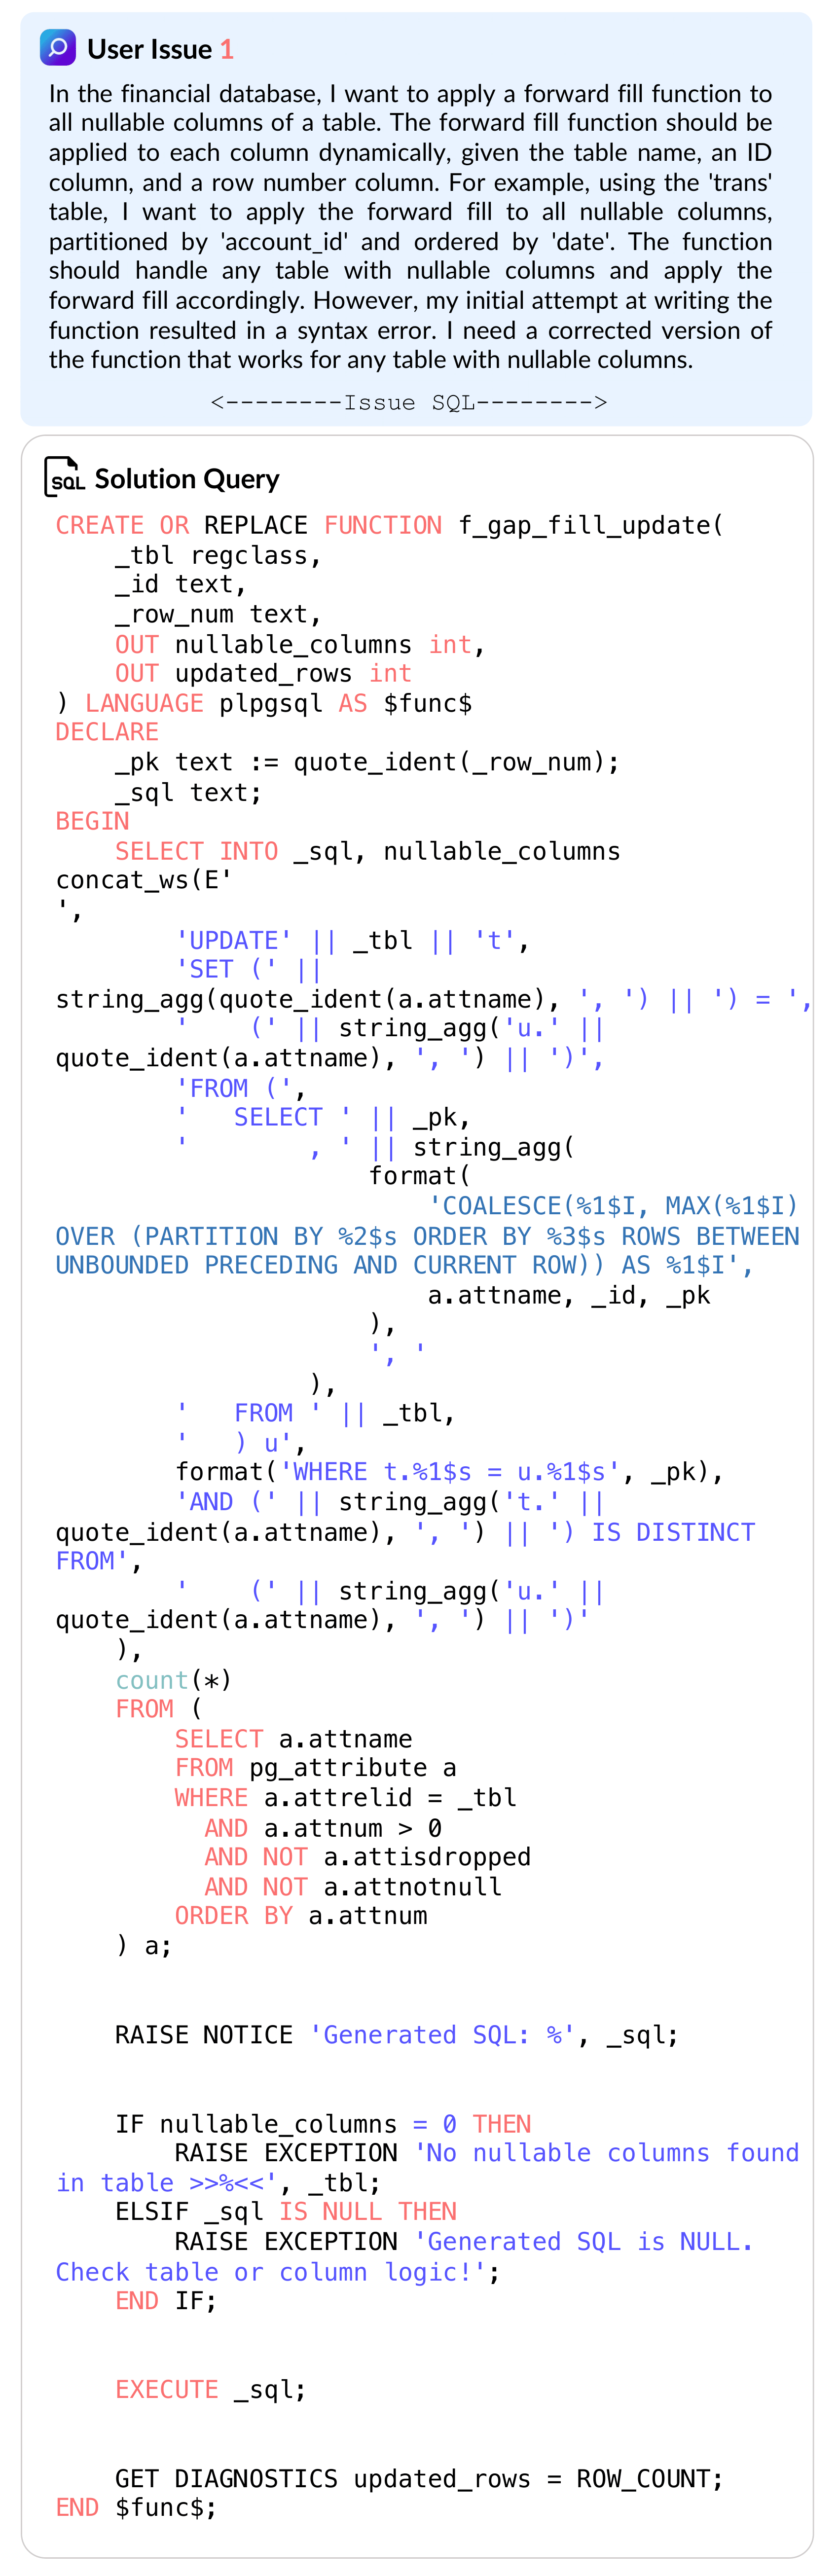 User Issue 1
In the financial database, I want to apply a forward fill function to
all nullable columns of a table. The forward fill function should be
applied to each column dynamically, given the table name, an ID
column, and a row number column. For example, using the 'trans'
table, I want to apply the forward fill to all nullable columns,
partitioned by 'account_id' and ordered by 'date'. The function
should handle any table with nullable columns and apply the
forward fill accordingly. However, my initial attempt at writing the
function resulted in a syntax error. I need a corrected version of
the function that works for any table with nullable columns.
<--------Issue SQL-------->
SQL Solution Query
CREATE OR REPLACE FUNCTION f_gap_fill_update(
    _tbl regclass,
    _id text,
    _row_num text,
    OUT nullable_columns int,
    OUT updated_rows int
) LANGUAGE plpgsql AS $func$
DECLARE
    _pk text := quote_ident(_row_num);
    _sql text;
BEGIN
    SELECT INTO _sql, nullable_columns
concat_ws(E'
',
        'UPDATE' || _tbl || 't',
        'SET (' ||
string_agg(quote_ident(a.attname), ', ') || ') = ',
        '    (' || string_agg('u.' ||
quote_ident(a.attname), ', ') || ')',
        'FROM (',
        '   SELECT ' || _pk,
        '        , ' || string_agg(
                     format(
                         'COALESCE(%1$I, MAX(%1$I)
OVER (PARTITION BY %2$s ORDER BY %3$s ROWS BETWEEN
UNBOUNDED PRECEDING AND CURRENT ROW)) AS %1$I',
                         a.attname, _id, _pk
                     ),
                     ', '
                 ),
        '   FROM ' || _tbl,
        '   ) u',
        format('WHERE t.%1$s = u.%1$s', _pk),
        'AND (' || string_agg('t.' ||
quote_ident(a.attname), ', ') || ') IS DISTINCT
FROM',
        '    (' || string_agg('u.' ||
quote_ident(a.attname), ', ') || ')'
    ),
    count(*)
    FROM (
        SELECT a.attname
        FROM pg_attribute a
        WHERE a.attrelid = _tbl
          AND a.attnum > 0
          AND NOT a.attisdropped
          AND NOT a.attnotnull
        ORDER BY a.attnum
    ) a;
    RAISE NOTICE 'Generated SQL: %', _sql;
    IF nullable_columns = 0 THEN
        RAISE EXCEPTION 'No nullable columns found
in table >>%<<', _tbl;
    ELSIF _sql IS NULL THEN
        RAISE EXCEPTION 'Generated SQL is NULL.
Check table or column logic!';
    END IF;
    EXECUTE _sql;
    GET DIAGNOSTICS updated_rows = ROW_COUNT;
END $func$;